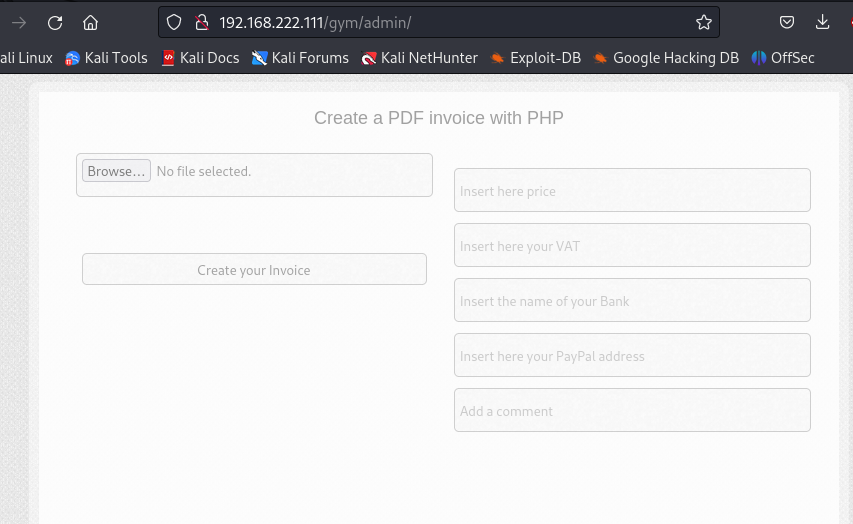 192.168.222.111/gym/admin/
ali Linux Kali Tools Kali Docs Kali Forums Kali NetHunter Exploit-DB Google Hacking DB OffSec
Create a PDF invoice with PHP
Browse... No file selected.
Insert here price
Insert here your VAT
Create your Invoice
Insert the name of your Bank
Insert here your PayPal address
Add a comment